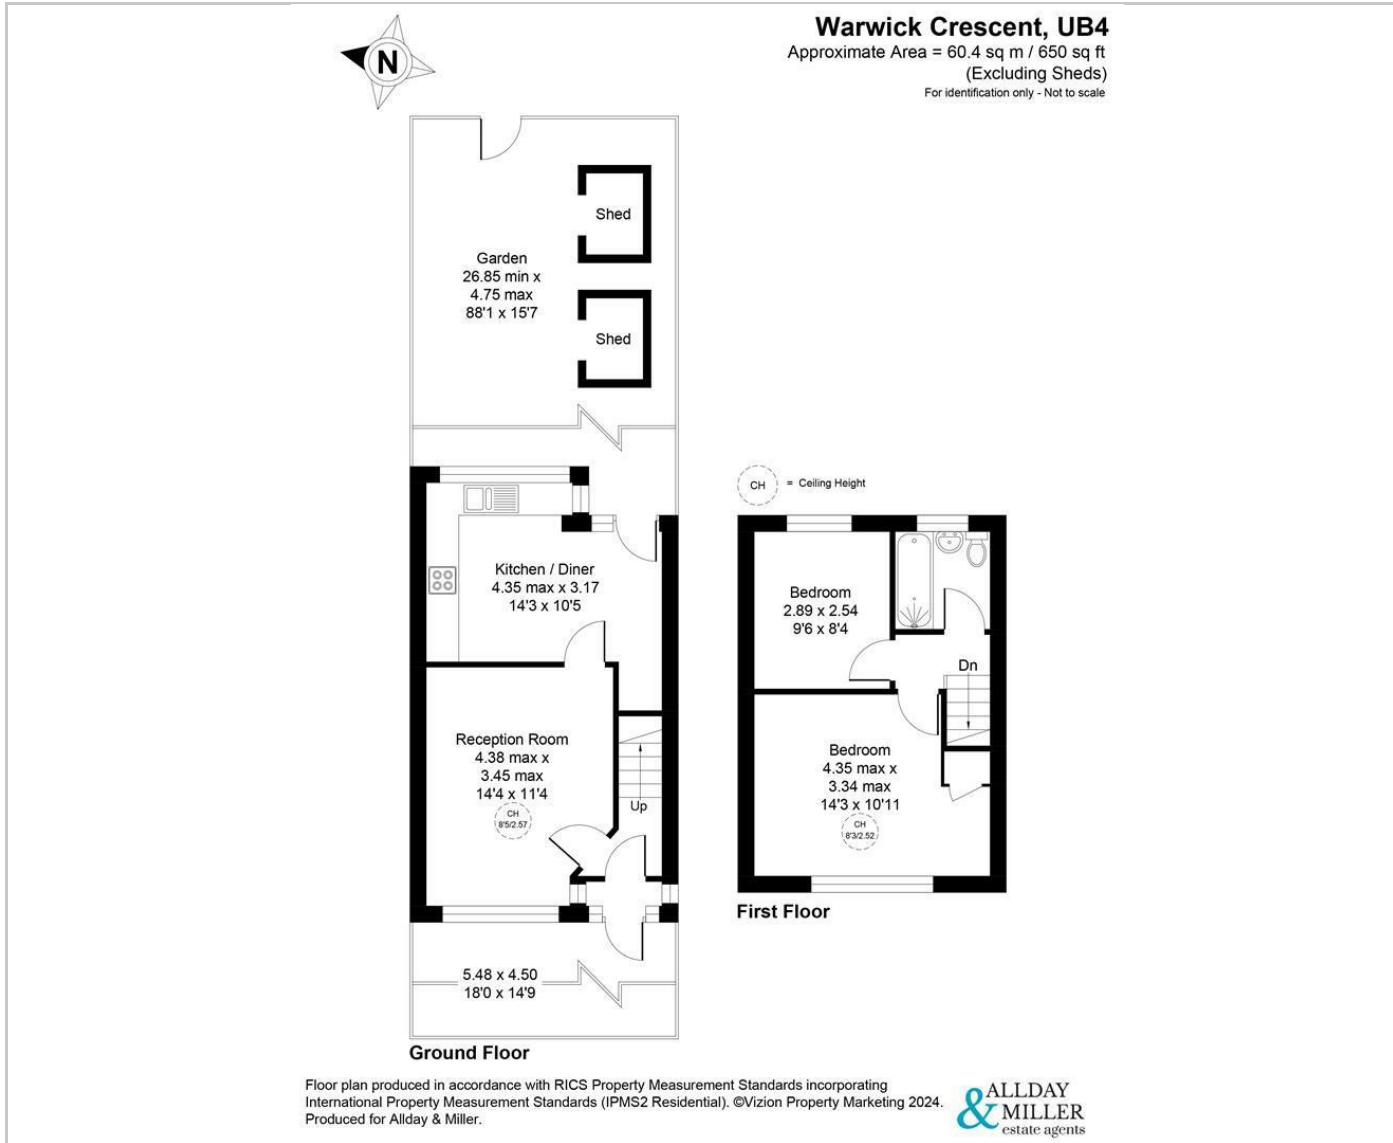 N
Warwick Crescent, UB4
Approximate Area = 60.4 sq m / 650 sq ft
(Excluding Sheds)
For identification only - Not to scale
Shed
Garden
26.85 min x
4.75 max
88'1 x 15'7
Shed
Kitchen / Diner
4.35 max x 3.17
14'3 x 10'5
Reception Room
4.38 max x
3.45 max
14'4 x 11'4
CH
8'5/2.57
Up
5.48 x 4.50
18'0 x 14'9
Ground Floor
CH = Ceiling Height
Bedroom
2.89 x 2.54
9'6 x 8'4
Dn
Bedroom
4.35 max x
3.34 max
14'3 x 10'11
CH
8'3/2.52
First Floor
Floor plan produced in accordance with RICS Property Measurement Standards incorporating
International Property Measurement Standards (IPMS2 Residential). ©Vizion Property Marketing 2024.
Produced for Allday & Miller.
ALLDAY
& MILLER
estate agents